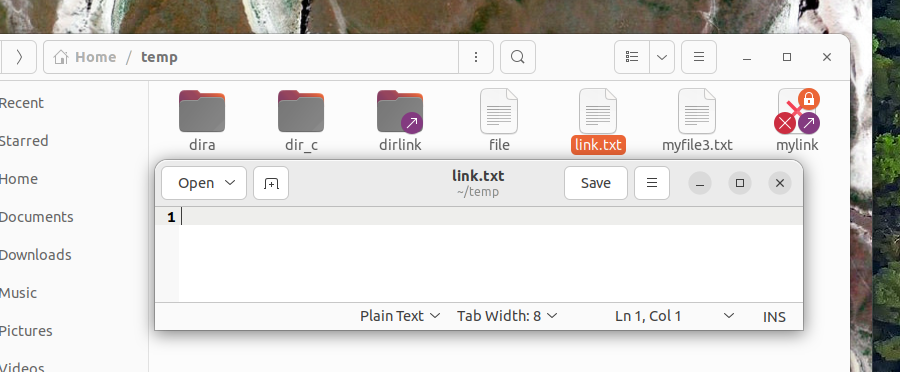 Home / temp
Recent
Starred
Home
Documents
Downloads
Music
Pictures
Videos
dira
dir_c
dirlink
file
link.txt
myfile3.txt
mylink
Open
link.txt
~/temp
Save
1
Plain Text
Tab Width: 8
Ln 1, Col 1
INS